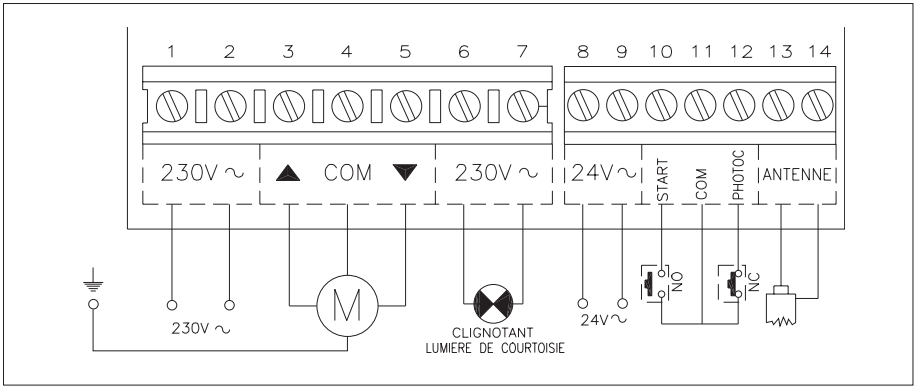 1 2 3 4 5 6 7 8 9 10 11 12 13 14
230V ~ COM 230V ~ 24V ~ START COM PHOTOC ANTENNE
M
NO
NC
230V ~
24V ~
CLIGNOTANT
LUMIERE DE COURTOISIE